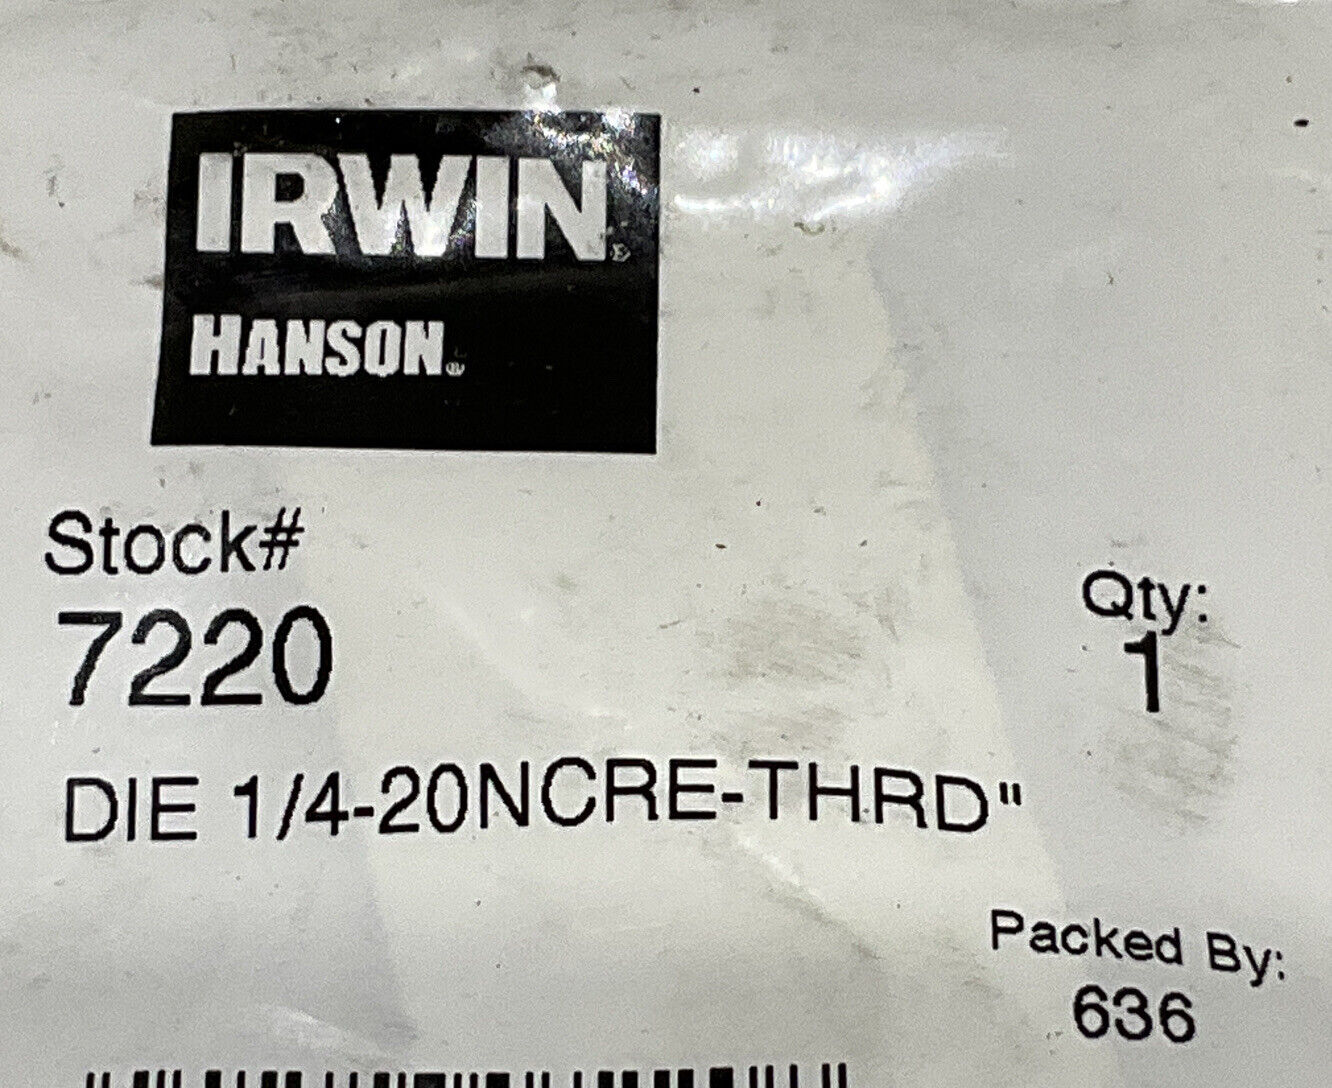 IRWIN®
HANSON®
Stock#
7220
Qty:
1
DIE 1/4-20NCRE-THRD"
Packed By:
636